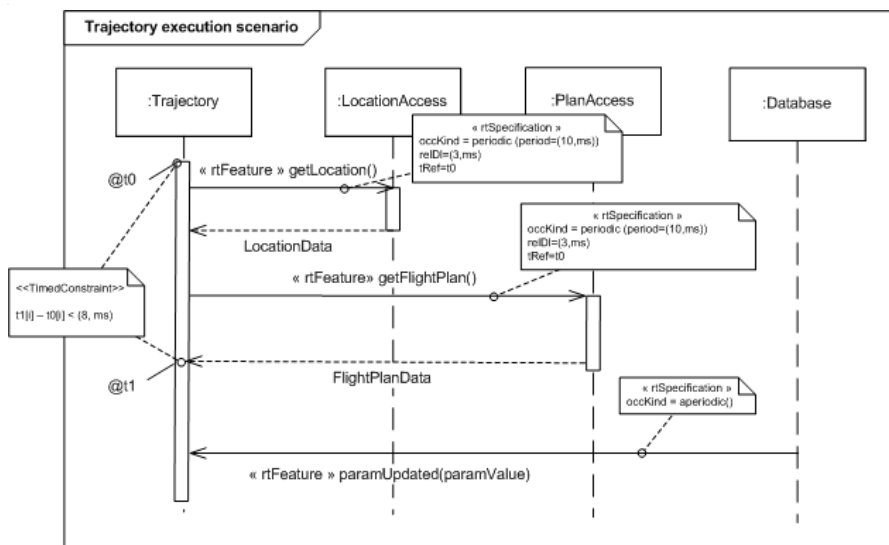 Trajectory execution scenario
:Trajectory
:LocationAccess
:PlanAccess
:Database
« rtSpecification »
occKind = periodic (period=(10,ms))
relDl=(3,ms)
tRef=t0
@t0
« rtFeature » getLocation()
LocationData
« rtSpecification »
occKind = periodic (period=(10,ms))
relDl=(3,ms)
tRef=t0
<<TimedConstraint>>
t1[i] – t0[i] < (8, ms)
« rtFeature» getFlightPlan()
@t1
FlightPlanData
« rtSpecification »
occKind = aperiodic()
« rtFeature » paramUpdated(paramValue)